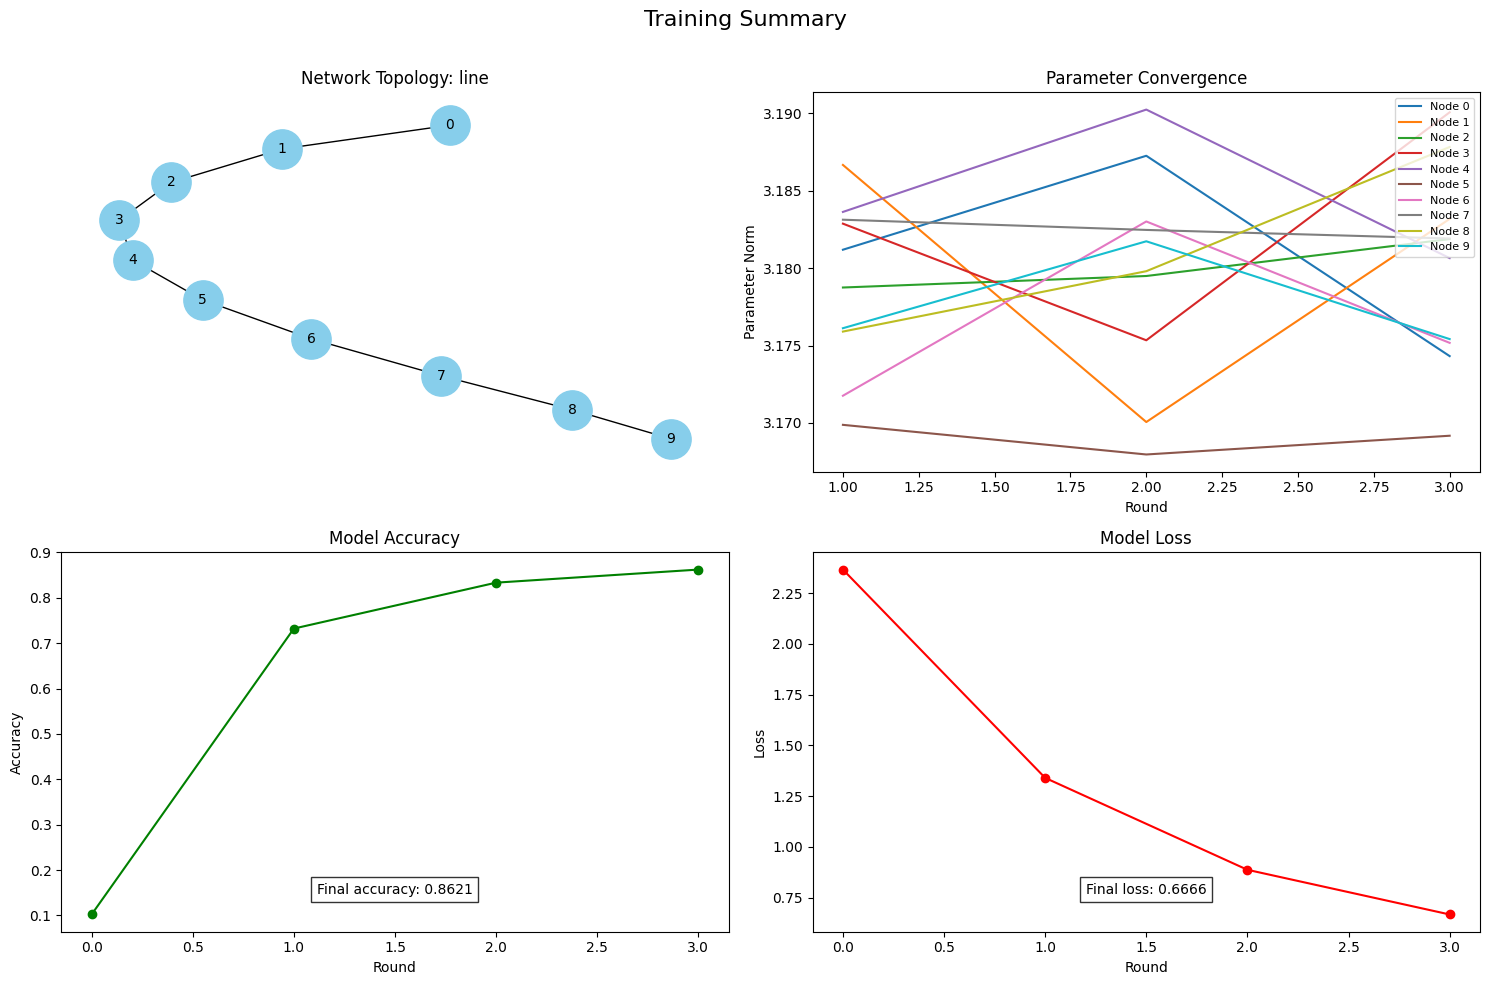 Training Summary
Network Topology: line
0
1
2
3
4
5
6
7
8
9
Parameter Convergence
3.190
3.185
3.180
3.175
3.170
Parameter Norm
Node 0
Node 1
Node 2
Node 3
Node 4
Node 5
Node 6
Node 7
Node 8
Node 9
1.00 1.25 1.50 1.75 2.00 2.25 2.50 2.75 3.00
Round
Model Accuracy
0.9
0.8
0.7
0.6
0.5
0.4
0.3
0.2
0.1
Accuracy
Final accuracy: 0.8621
0.0 0.5 1.0 1.5 2.0 2.5 3.0
Round
Model Loss
2.25
2.00
1.75
1.50
1.25
1.00
0.75
Loss
Final loss: 0.6666
0.0 0.5 1.0 1.5 2.0 2.5 3.0
Round